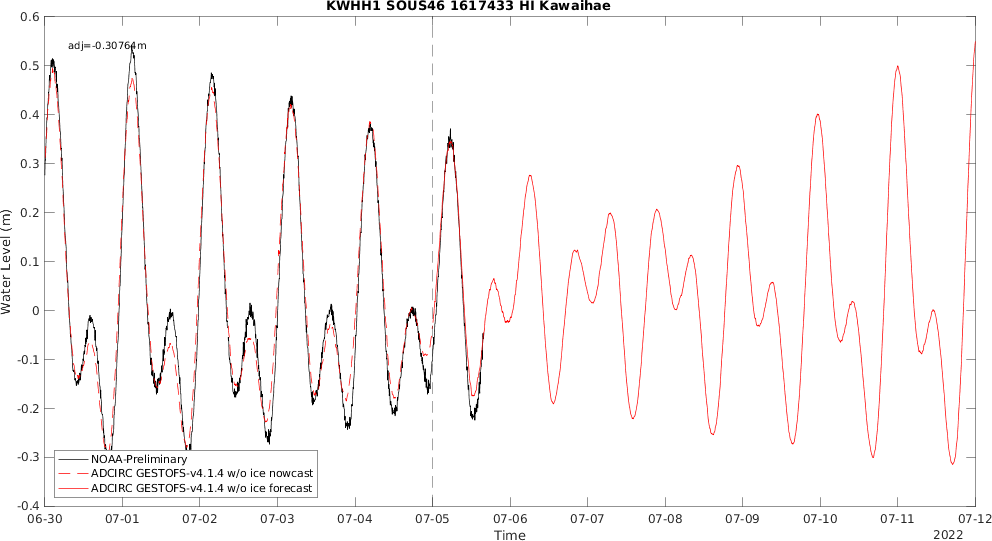 KWHH1 SOUS46 1617433 HI Kawaihae
adj=-0.30764m
Water Level (m)
0.6
0.5
0.4
0.3
0.2
0.1
0
-0.1
-0.2
-0.3
-0.4
NOAA-Preliminary
ADCIRC GESTOFS-v4.1.4 w/o ice nowcast
ADCIRC GESTOFS-v4.1.4 w/o ice forecast
06-30 07-01 07-02 07-03 07-04 07-05 07-06 07-07 07-08 07-09 07-10 07-11 07-12
Time
2022